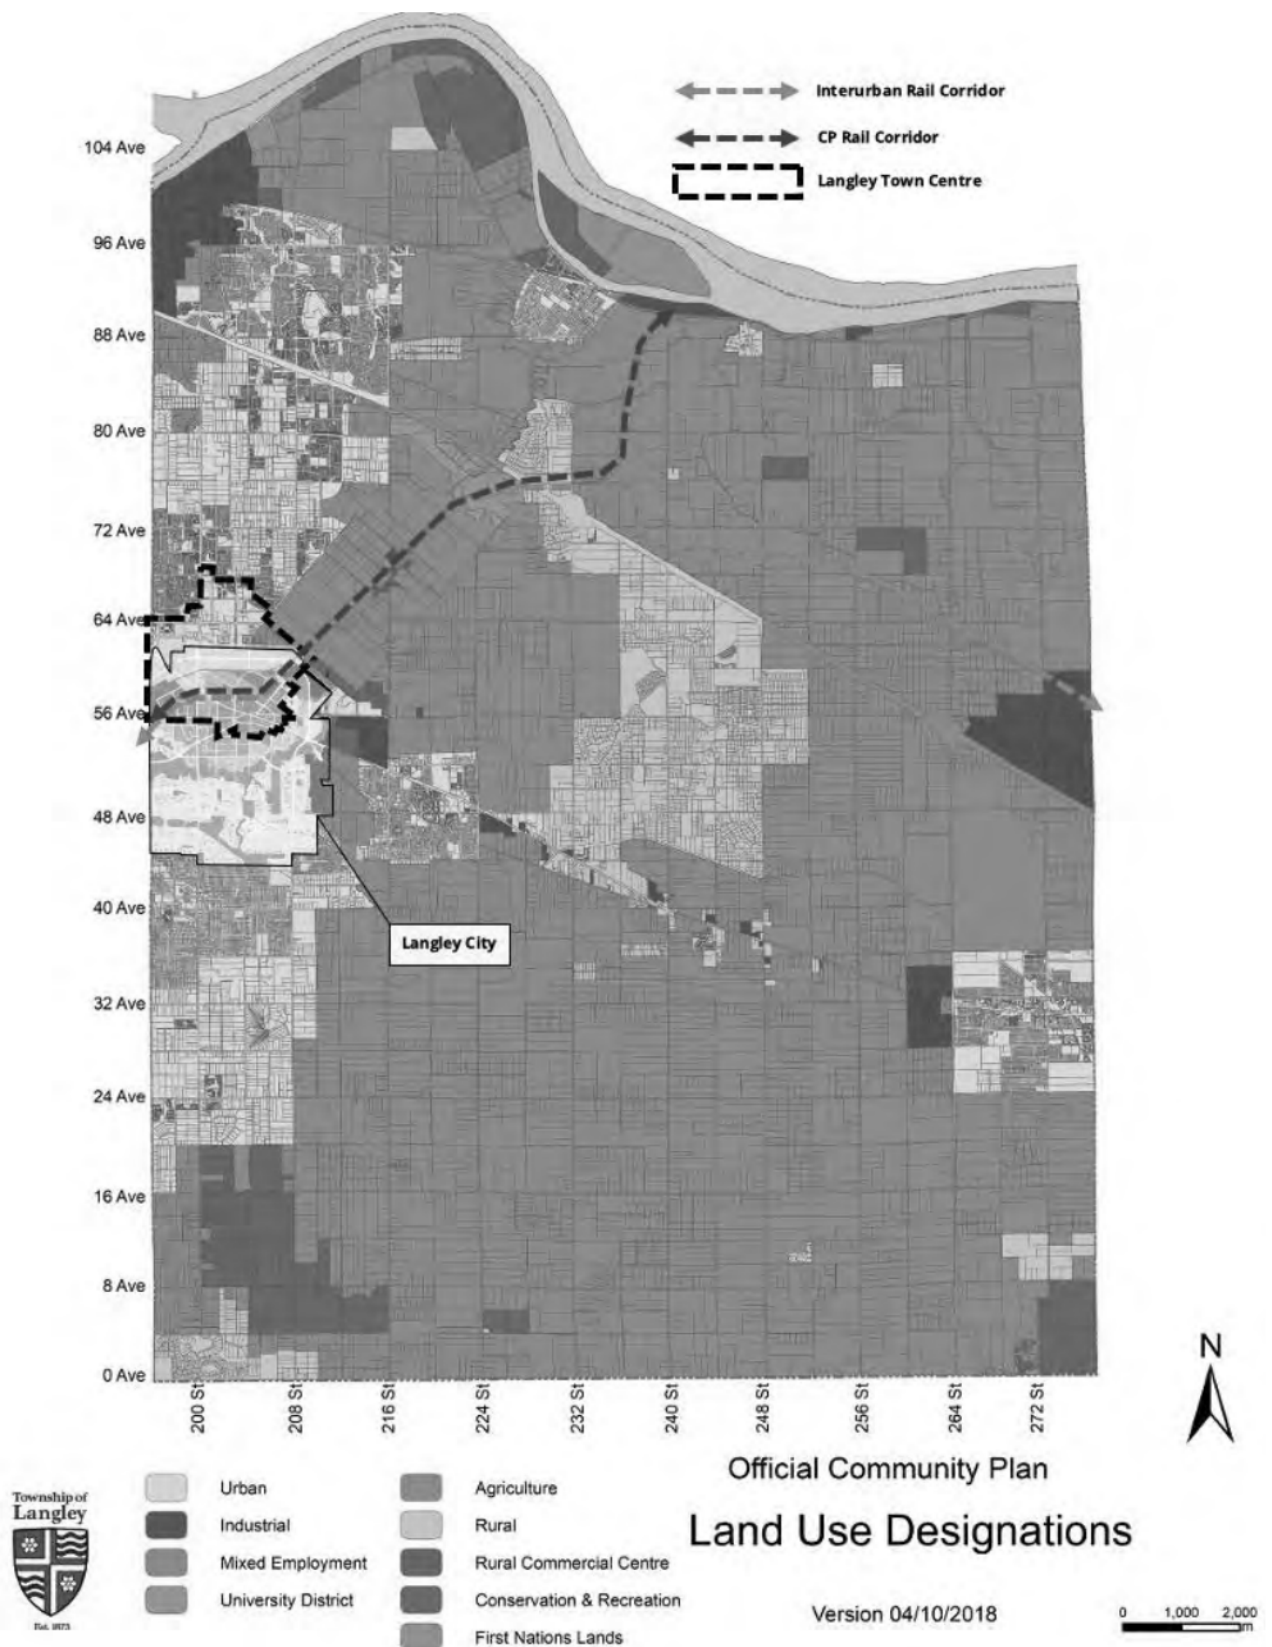 Interurban Rail Corridor
CP Rail Corridor
Langley Town Centre
104 Ave
96 Ave
88 Ave
80 Ave
72 Ave
64 Ave
56 Ave
48 Ave
40 Ave
Langley City
32 Ave
24 Ave
16 Ave
8 Ave
0 Ave
200 St
208 St
216 St
224 St
232 St
240 St
248 St
256 St
264 St
272 St
N
Official Community Plan
Land Use Designations
Version 04/10/2018
0 1,000 2,000
m
Township of
Langley
Est. 1873
Urban
Industrial
Mixed Employment
University District
Agriculture
Rural
Rural Commercial Centre
Conservation & Recreation
First Nations Lands